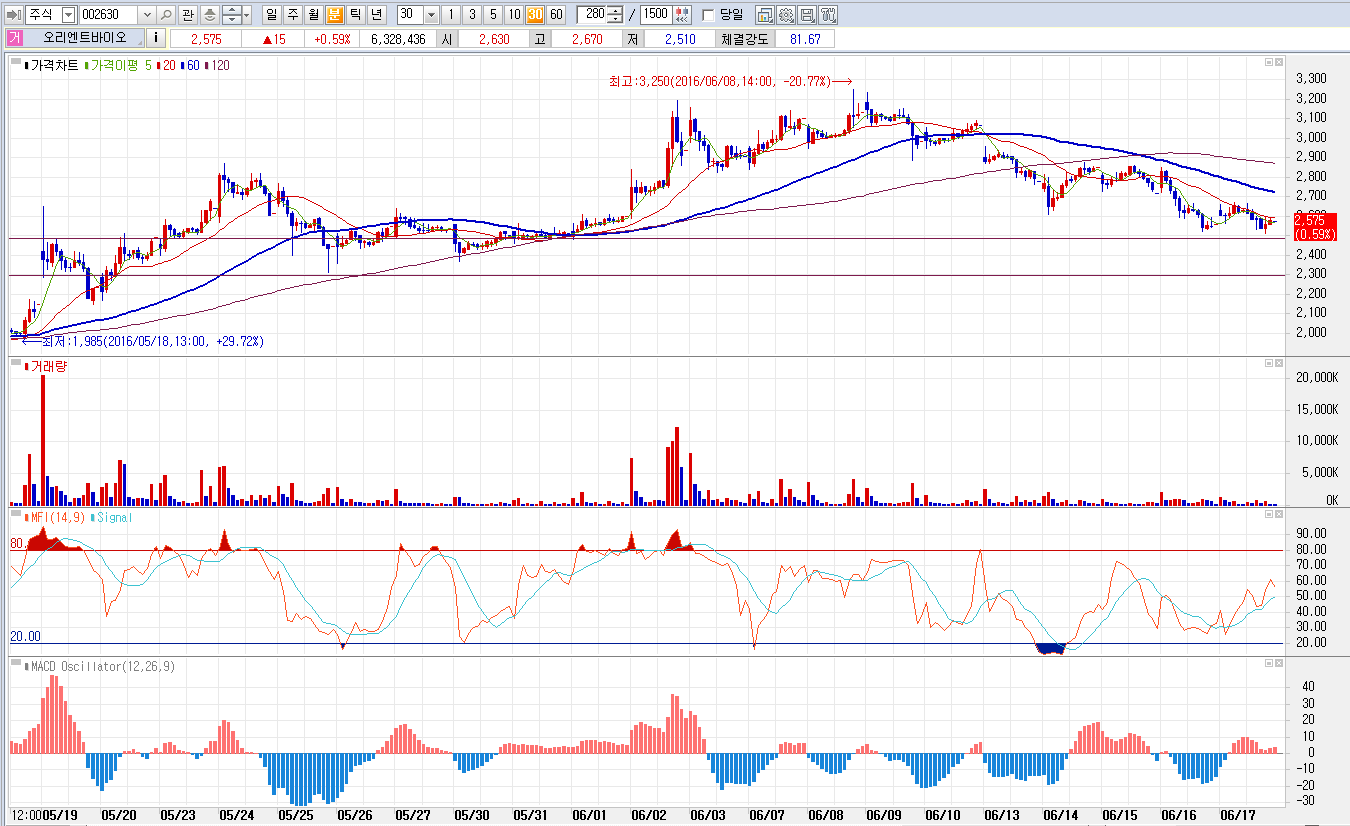 주식 002630 관 일 주 월 분 틱 년 30 1 3 5 10 30 60 280 / 1500 당일
거 오리엔트바이오 i 2,575 ▲15 +0.59% 6,328,436 시 2,630 고 2,670 저 2,510 체결강도 81.67
가격차트 가격이평 5 20 60 120
최고:3,250(2016/06/08,14:00, -20.77%)
3,300
3,200
3,100
3,000
2,900
2,800
2,700
2,575
(0.59%)
2,400
2,300
2,200
2,100
2,000
최저:1,985(2016/05/18,13:00, +29.72%)
거래량
20,000K
15,000K
10,000K
5,000K
0K
MFI(14,9) Signal
80.
20.00
90.00
80.00
70.00
60.00
50.00
40.00
30.00
20.00
MACD Oscillator(12,26,9)
40
30
20
10
0
-10
-20
-30
12:00 05/19 05/20 05/23 05/24 05/25 05/26 05/27 05/30 05/31 06/01 06/02 06/03 06/07 06/08 06/09 06/10 06/13 06/14 06/15 06/16 06/17